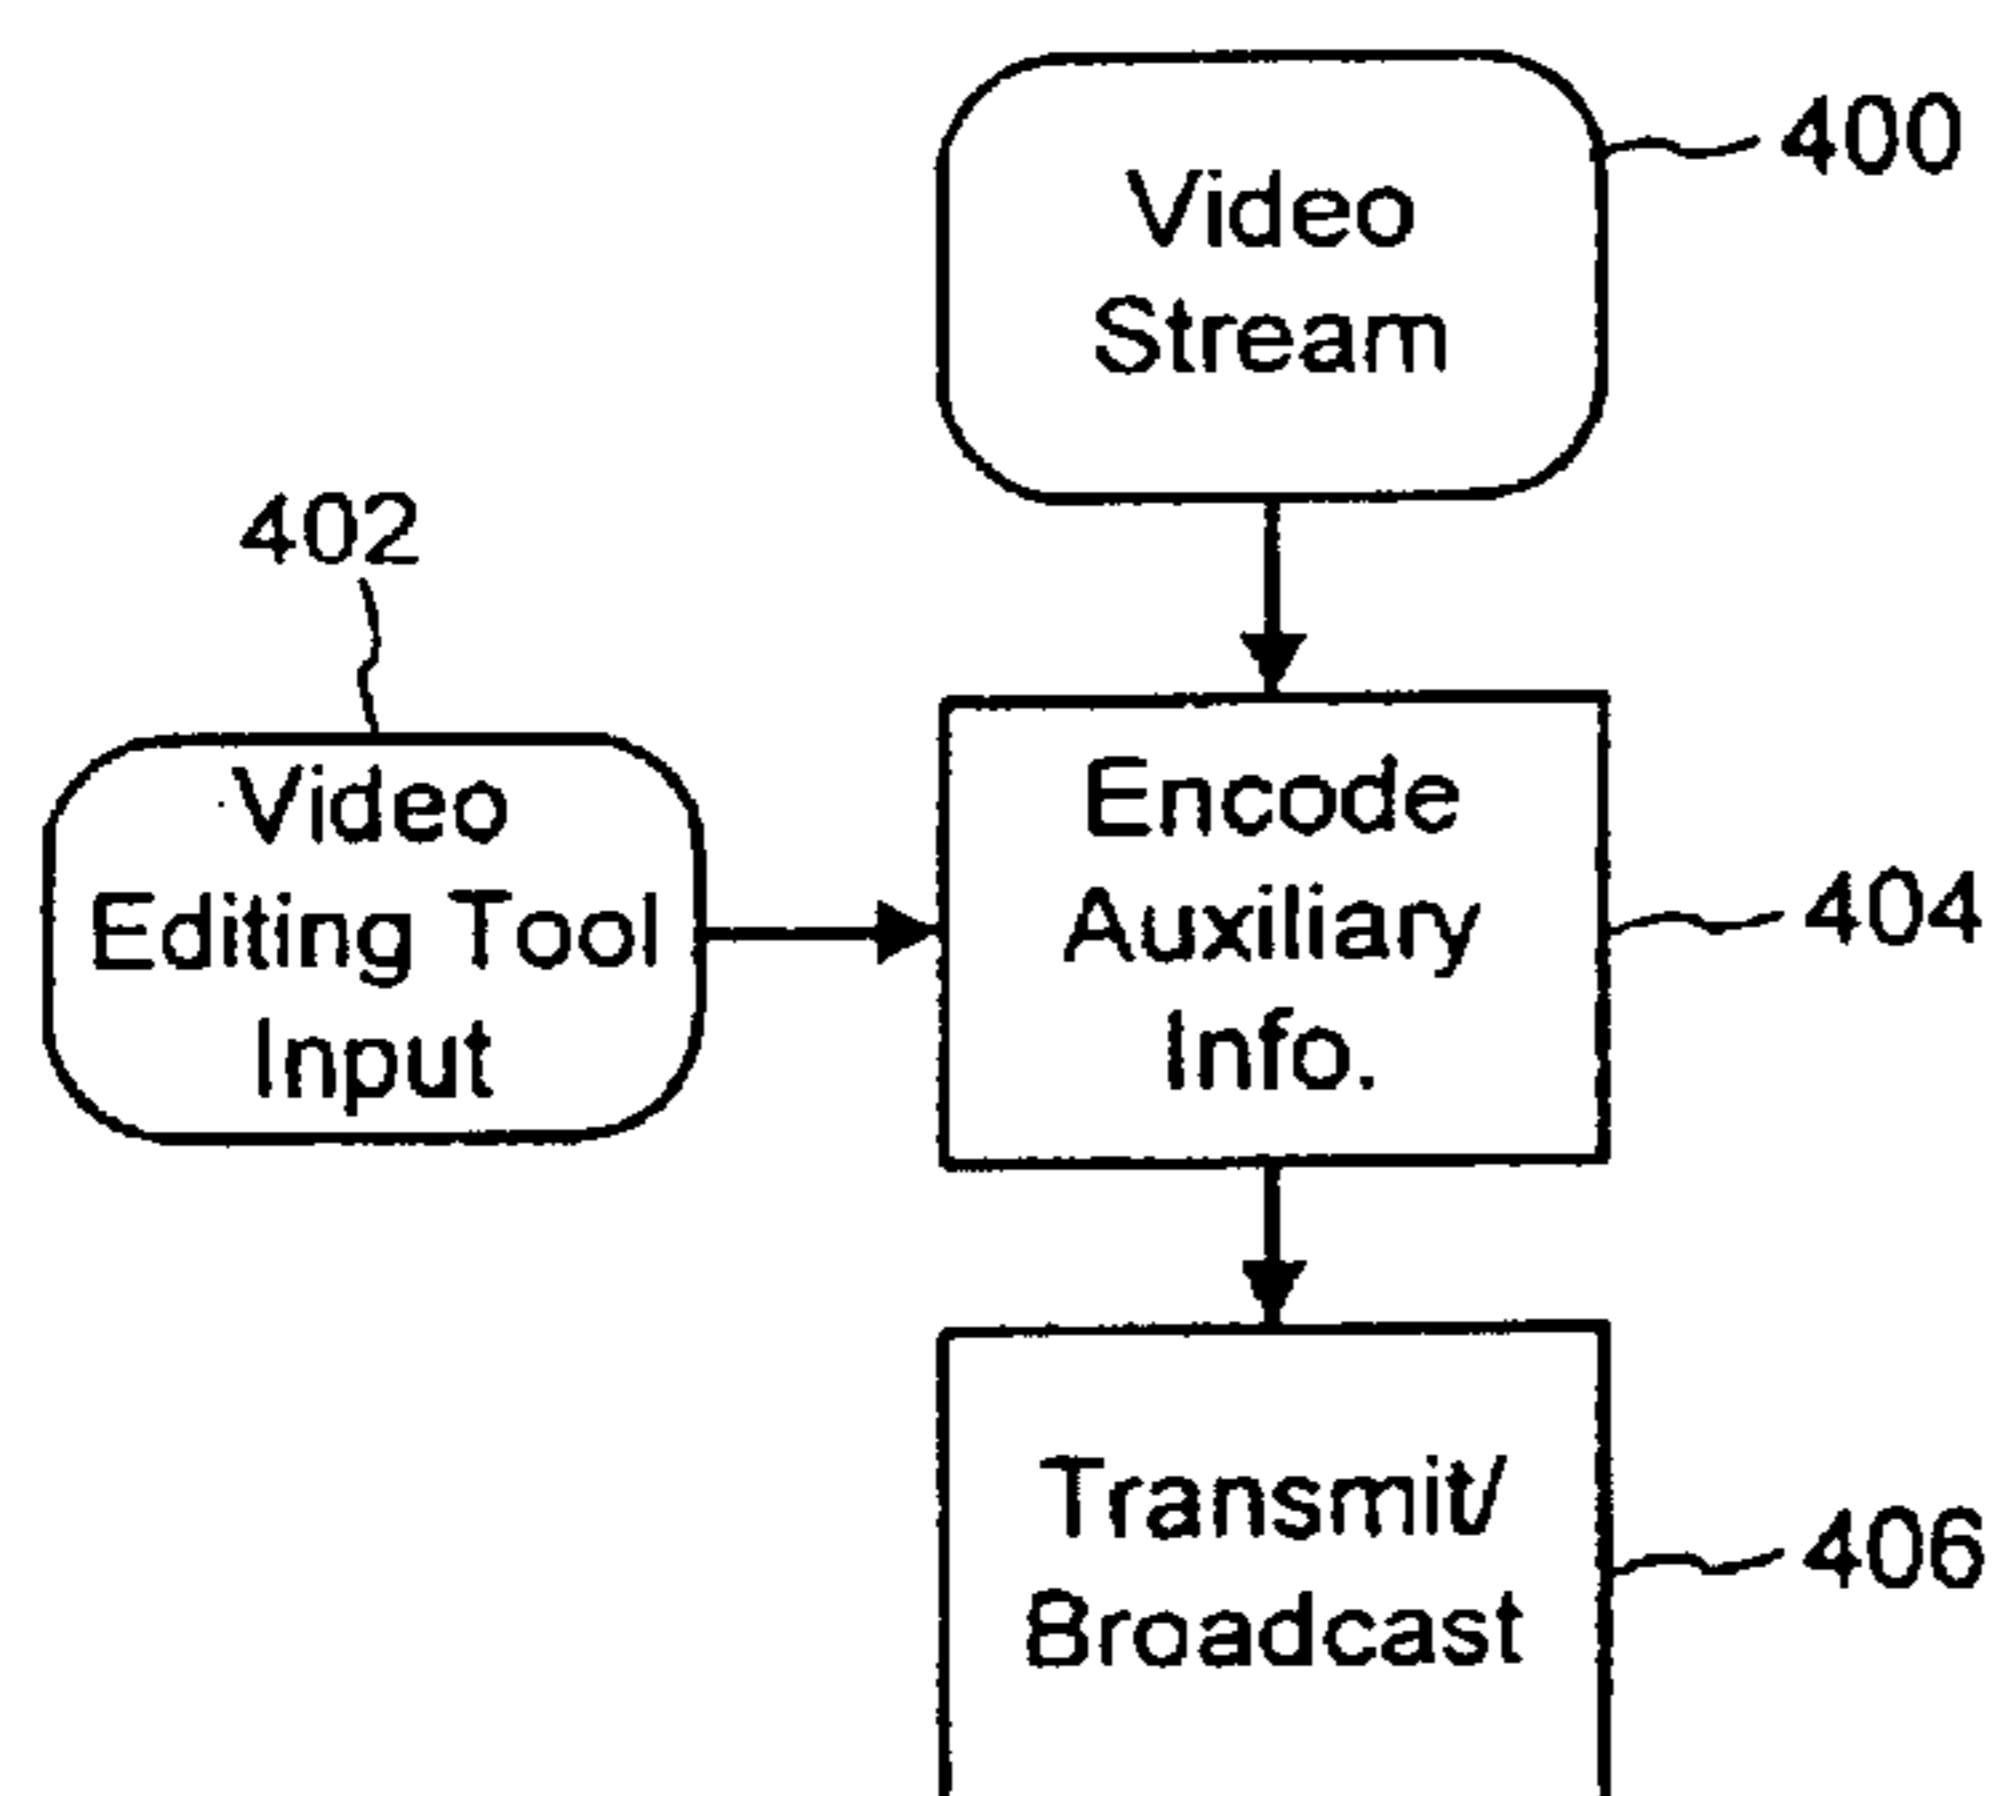 400
Video
Stream
402
Video
Editing Tool
Input
Encode
Auxiliary
Info.
404
Transmit/
Broadcast
406